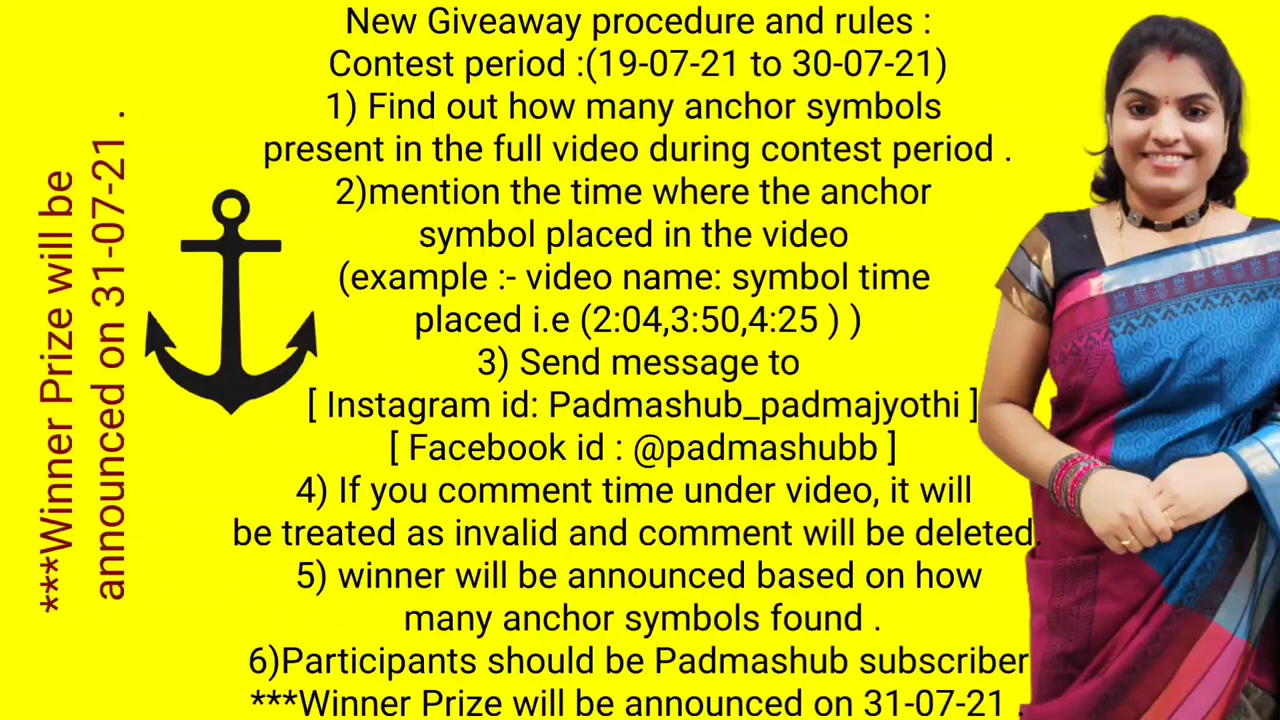 New Giveaway procedure and rules :
Contest period :(19-07-21 to 30-07-21)
1) Find out how many anchor symbols
present in the full video during contest period .
2)mention the time where the anchor
symbol placed in the video
(example :- video name: symbol time
placed i.e (2:04,3:50,4:25 ) )
3) Send message to
[ Instagram id: Padmashub_padmajyothi ]
[ Facebook id : @padmashubb ]
4) If you comment time under video, it will
be treated as invalid and comment will be deleted.
5) winner will be announced based on how
many anchor symbols found .
6)Participants should be Padmashub subscriber
***Winner Prize will be announced on 31-07-21 .
***Winner Prize will be
announced on 31-07-21 .